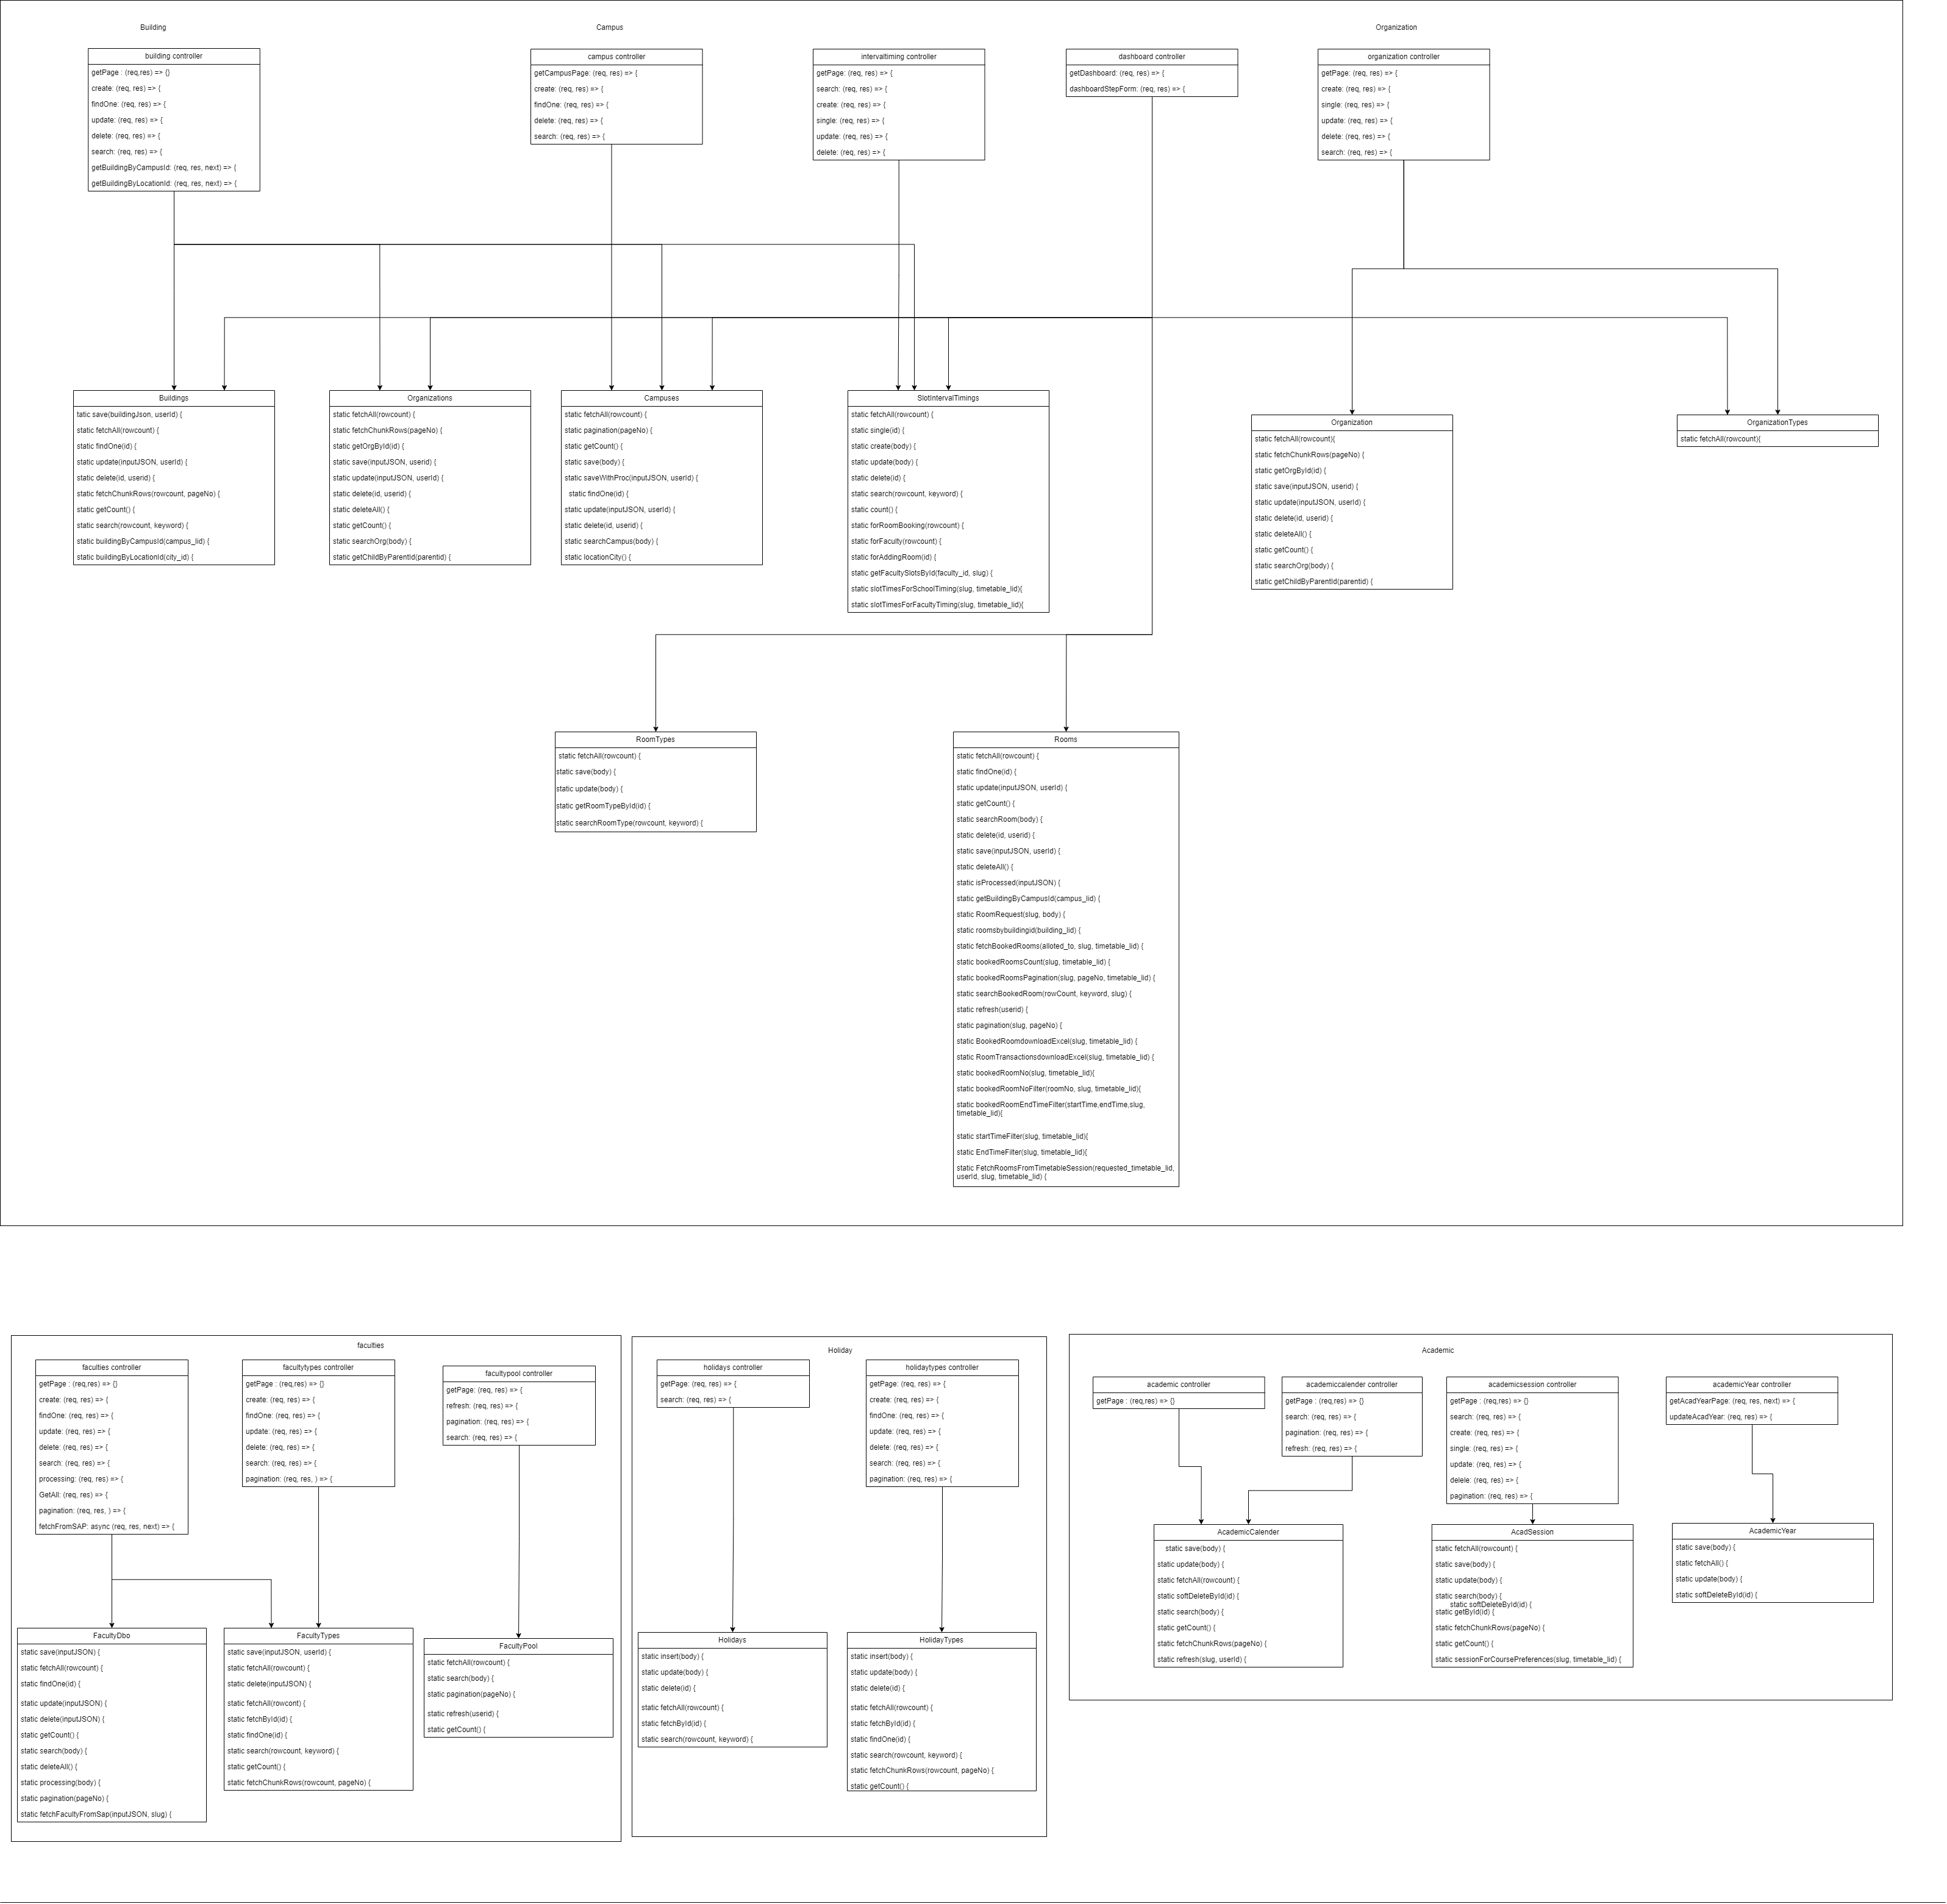 Building
Campus
Organization
building controller
getPage : (req,res) => {}
create: (req, res) => {
findOne: (req, res) => {
update: (req, res) => {
delete: (req, res) => {
search: (req, res) => {
getBuildingByCampusId: (req, res, next) => {
getBuildingByLocationId: (req, res, next) => {
campus controller
getCampusPage: (req, res) => {
create: (req, res) => {
findOne: (req, res) => {
delete: (req, res) => {
search: (req, res) => {
intervaltiming controller
getPage: (req, res) => {
search: (req, res) => {
create: (req, res) => {
single: (req, res) => {
update: (req, res) => {
delete: (req, res) => {
dashboard controller
getDashboard: (req, res) => {
dashboardStepForm: (req, res) => {
organization controller
getPage: (req, res) => {
create: (req, res) => {
single: (req, res) => {
update: (req, res) => {
delete: (req, res) => {
search: (req, res) => {
Buildings
tatic save(buildingJson, userId) {
static fetchAll(rowcount) {
static findOne(id) {
static update(inputJSON, userId) {
static delete(id, userid) {
static fetchChunkRows(rowcount, pageNo) {
static getCount() {
static search(rowcount, keyword) {
static buildingByCampusId(campus_lid) {
static buildingByLocationId(city_id) {
Organizations
static fetchAll(rowcount) {
static fetchChunkRows(pageNo) {
static getOrgById(id) {
static save(inputJSON, userid) {
static update(inputJSON, userId) {
static delete(id, userid) {
static deleteAll() {
static getCount() {
static searchOrg(body) {
static getChildByParentId(parentid) {
Campuses
static fetchAll(rowcount) {
static pagination(pageNo) {
static getCount() {
static save(body) {
static saveWithProc(inputJSON, userId) {
static findOne(id) {
static update(inputJSON, userId) {
static delete(id, userid) {
static searchCampus(body) {
static locationCity() {
SlotIntervalTimings
static fetchAll(rowcount) {
static single(id) {
static create(body) {
static update(body) {
static delete(id) {
static search(rowcount, keyword) {
static count() {
static forRoomBooking(rowcount) {
static forFaculty(rowcount) {
static forAddingRoom(id) {
static getFacultySlotsById(faculty_id, slug) {
static slotTimesForSchoolTiming(slug, timetable_lid){
static slotTimesForFacultyTiming(slug, timetable_lid){
Organization
static fetchAll(rowcount){
static fetchChunkRows(pageNo) {
static getOrgById(id) {
static save(inputJSON, userid) {
static update(inputJSON, userId) {
static delete(id, userid) {
static deleteAll() {
static getCount() {
static searchOrg(body) {
static getChildByParentId(parentid) {
OrganizationTypes
static fetchAll(rowcount){
RoomTypes
static fetchAll(rowcount) {
static save(body) {
static update(body) {
static getRoomTypeById(id) {
static searchRoomType(rowcount, keyword) {
Rooms
static fetchAll(rowcount) {
static findOne(id) {
static update(inputJSON, userId) {
static getCount() {
static searchRoom(body) {
static delete(id, userid) {
static save(inputJSON, userId) {
static deleteAll() {
static isProcessed(inputJSON) {
static getBuildingByCampusId(campus_lid) {
static RoomRequest(slug, body) {
static roomsbybuildingid(building_lid) {
static fetchBookedRooms(alloted_to, slug, timetable_lid) {
static bookedRoomsCount(slug, timetable_lid) {
static bookedRoomsPagination(slug, pageNo, timetable_lid) {
static searchBookedRoom(rowCount, keyword, slug) {
static refresh(userid) {
static pagination(slug, pageNo) {
static BookedRoomdownloadExcel(slug, timetable_lid) {
static RoomTransactionsdownloadExcel(slug, timetable_lid) {
static bookedRoomNo(slug, timetable_lid){
static bookedRoomNoFilter(roomNo, slug, timetable_lid){
static bookedRoomEndTimeFilter(startTime,endTime,slug,
timetable_lid){
static startTimeFilter(slug, timetable_lid){
static EndTimeFilter(slug, timetable_lid){
static FetchRoomsFromTimetableSession(requested_timetable_lid,
userId, slug, timetable_lid) {
faculties
faculties controller
getPage : (req,res) => {}
create: (req, res) => {
findOne: (req, res) => {
update: (req, res) => {
delete: (req, res) => {
search: (req, res) => {
processing: (req, res) => {
GetAll: (req, res) => {
pagination: (req, res, ) => {
fetchFromSAP: async (req, res, next) => {
facultytypes controller
getPage : (req,res) => {}
create: (req, res) => {
findOne: (req, res) => {
update: (req, res) => {
delete: (req, res) => {
search: (req, res) => {
pagination: (req, res, ) => {
facultypool controller
getPage: (req, res) => {
refresh: (req, res) => {
pagination: (req, res) => {
search: (req, res) => {
FacultyDbo
static save(inputJSON) {
static fetchAll(rowcount) {
static findOne(id) {
static update(inputJSON) {
static delete(inputJSON) {
static getCount() {
static search(body) {
static deleteAll() {
static processing(body) {
static pagination(pageNo) {
static fetchFacultyFromSap(inputJSON, slug) {
FacultyTypes
static save(inputJSON, userId) {
static fetchAll(rowcount) {
static delete(inputJSON) {
static fetchAll(rowcont) {
static fetchById(id) {
static findOne(id) {
static search(rowcount, keyword) {
static getCount() {
static fetchChunkRows(rowcount, pageNo) {
FacultyPool
static fetchAll(rowcount) {
static search(body) {
static pagination(pageNo) {
static refresh(userid) {
static getCount() {
Holiday
holidays controller
getPage: (req, res) => {
search: (req, res) => {
holidaytypes controller
getPage: (req, res) => {
create: (req, res) => {
findOne: (req, res) => {
update: (req, res) => {
delete: (req, res) => {
search: (req, res) => {
pagination: (req, res) => {
Holidays
static insert(body) {
static update(body) {
static delete(id) {
static fetchAll(rowcount) {
static fetchById(id) {
static search(rowcount, keyword) {
HolidayTypes
static insert(body) {
static update(body) {
static delete(id) {
static fetchAll(rowcount) {
static fetchById(id) {
static findOne(id) {
static search(rowcount, keyword) {
static fetchChunkRows(rowcount, pageNo) {
static getCount() {
Academic
academic controller
getPage : (req,res) => {}
academiccalender controller
getPage : (req,res) => {}
search: (req, res) => {
pagination: (req, res) => {
refresh: (req, res) => {
academicsession controller
getPage : (req,res) => {}
search: (req, res) => {
create: (req, res) => {
single: (req, res) => {
update: (req, res) => {
delele: (req, res) => {
pagination: (req, res) => {
academicYear controller
getAcadYearPage: (req, res, next) => {
updateAcadYear: (req, res) => {
AcademicCalender
static save(body) {
static update(body) {
static fetchAll(rowcount) {
static softDeleteById(id) {
static search(body) {
static getCount() {
static fetchChunkRows(pageNo) {
static refresh(slug, userId) {
AcadSession
static fetchAll(rowcount) {
static save(body) {
static update(body) {
static search(body) {
static softDeleteById(id) {
static getById(id) {
static fetchChunkRows(pageNo) {
static getCount() {
static sessionForCoursePreferences(slug, timetable_lid) {
AcademicYear
static save(body) {
static fetchAll() {
static update(body) {
static softDeleteById(id) {